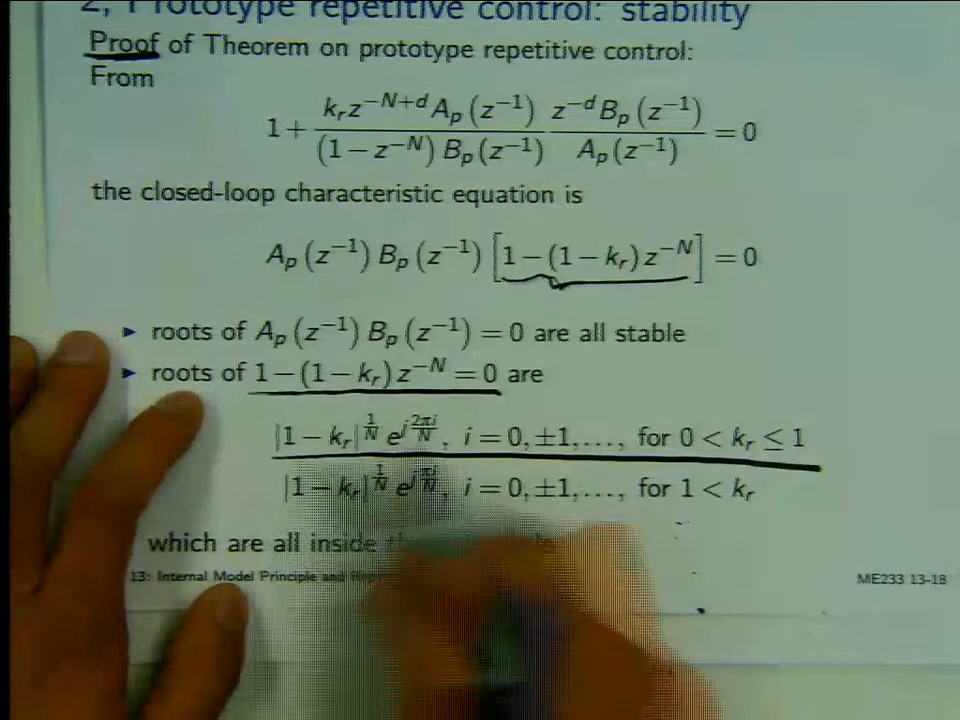 2, Prototype repetitive control: stability
Proof of Theorem on prototype repetitive control:
From
1 + \frac{k_r z^{-N+d} A_p(z^{-1})}{(1 - z^{-N}) B_p(z^{-1})} \frac{z^{-d} B_p(z^{-1})}{A_p(z^{-1})} = 0
the closed-loop characteristic equation is
A_p(z^{-1}) B_p(z^{-1}) [1 - (1 - k_r) z^{-N}] = 0
▶ roots of A_p(z^{-1}) B_p(z^{-1}) = 0 are all stable
▶ roots of 1 - (1 - k_r) z^{-N} = 0 are
|1 - k_r|^{\frac{1}{N}} e^{j\frac{2πi}{N}}, i = 0, ±1, ..., for 0 < k_r ≤ 1
|1 - k_r|^{\frac{1}{N}} e^{j\frac{πi}{N}}, i = 0, ±1, ..., for 1 < k_r
which are all inside
13: Internal Model Principle and
ME233 13-18